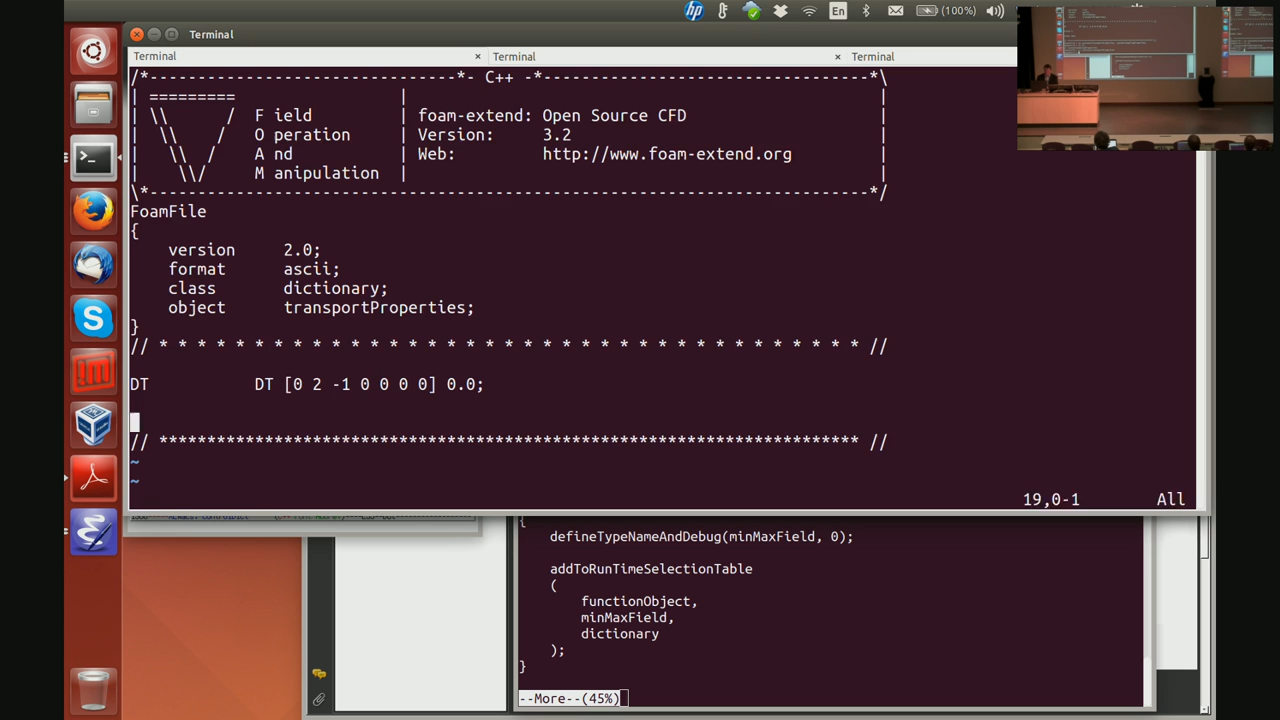 En
(100%)
Terminal
Terminal
Terminal
Terminal
/*---------------------------------*- C++ -*-----------------------------------*\
| =========                 |                                                 |
| \\      /  F ield         | foam-extend: Open Source CFD                    |
|  \\    /   O peration     | Version:     3.2                                |
|   \\  /    A nd           | Web:         http://www.foam-extend.org         |
|    \\/     M anipulation  |                                                 |
\*---------------------------------------------------------------------------*/
FoamFile
{
version 2.0;
format ascii;
class dictionary;
object transportProperties;
}
// * * * * * * * * * * * * * * * * * * * * * * * * * * * * * * * * * * * * * //
DT DT [0 2 -1 0 0 0 0] 0.0;
// ************************************************************************* //
~
~
19,0-1 All
{
defineTypeNameAndDebug(minMaxField, 0);
addToRunTimeSelectionTable
(
functionObject,
minMaxField,
dictionary
);
}
--More--(45%)